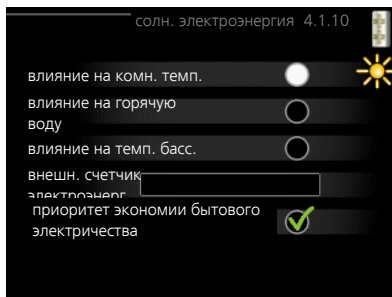 солн. электроэнергия 4.1.10
влияние на комн. темп.
влияние на горячую
воду
влияние на темп. басс.
внешн. счетчик
электроэнерг
приоритет экономии бытового
электричества